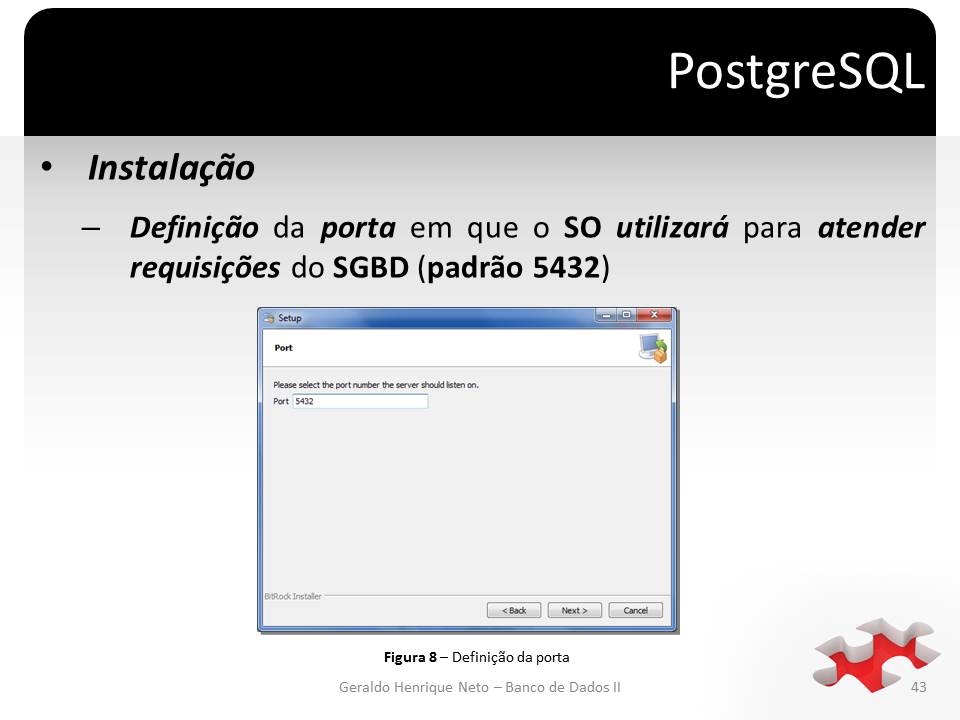 PostgreSQL
• Instalação
– Definição da porta em que o SO utilizará para atender
requisições do SGBD (padrão 5432)
Setup
Port
Please select the port number the server should listen on.
Port 5432
BitRock Installer
< Back Next > Cancel
Figura 8 – Definição da porta
Geraldo Henrique Neto – Banco de Dados II 43